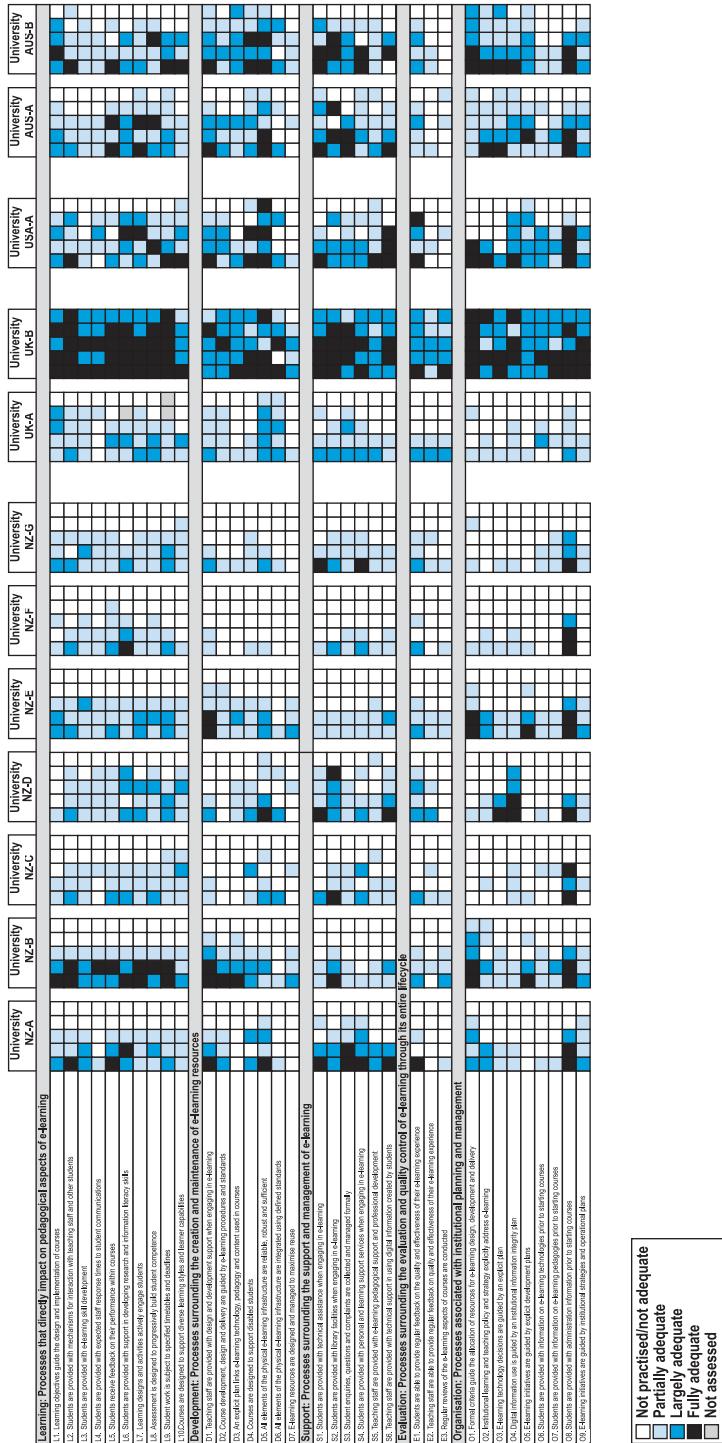 University NZ-A
University NZ-B
University NZ-C
University NZ-D
University NZ-E
University NZ-F
University NZ-G
University UK-A
University UK-B
University USA-A
University AUS-A
University AUS-B
Learning: Processes that directly impact on pedagogical aspects of e-learning
L1. Learning objectives guide the design and implementation of courses
L2. Students are provided with mechanisms for interaction with teaching staff and other students
L3. Students are provided with e-learning skill development
L4. Students are provided with expected staff response times to student communications
L5. Students receive feedback on their performance within courses
L6. Students are provided with support in developing research and information literacy skills
L7. Learning designs and activities actively engage students
L8. Assessment is designed to progressively build student competence
L9. Student work is subject to specified timetables and deadlines
L10.Courses are designed to support diverse learning styles and learner capabilities
Development: Processes surrounding the creation and maintenance of e-learning resources
D1. Teaching staff are provided with design and development support when engaging in e-learning
D2. Course development, design and delivery are guided by e-learning procedures and standards
D3. An explicit plan links e-learning technology, pedagogy and content used in courses
D4. Courses are designed to support disabled students
D5. All elements of the physical e-learning infrastructure are reliable, robust and sufficient
D6. All elements of the physical e-learning infrastructure are integrated using defined standards
D7. E-learning resources are designed and managed to maximise reuse
Support: Processes surrounding the support and management of e-learning
S1. Students are provided with technical assistance when engaging in e-learning
S2. Students are provided with library facilities when engaging in e-learning
S3. Student enquiries, questions and complaints are collected and managed formally
S4. Students are provided with personal and learning support services when engaging in e-learning
S5. Teaching staff are provided with e-learning pedagogical support and professional development
S6. Teaching staff are provided with technical support in using digital information created by students
Evaluation: Processes surrounding the evaluation and quality control of e-learning through its entire lifecycle
E1. Students are able to provide regular feedback on the quality and effectiveness of their e-learning experience
E2. Teaching staff are able to provide regular feedback on quality and effectiveness of their e-learning experience
E3. Regular reviews of the e-learning aspects of courses are conducted
Organisation: Processes associated with institutional planning and management
O1. Formal criteria guide the allocation of resources for e-learning design, development and delivery
O2. Institutional learning and teaching policy and strategy explicitly address e-learning
O3. E-learning technology decisions are guided by an explicit plan
O4. Digital information use is guided by an institutional information integrity plan
O5. E-learning initiatives are guided by explicit development plans
O6. Students are provided with information on e-learning technologies prior to starting courses
O7. Students are provided with information on e-learning pedagogies prior to starting courses
O8. Students are provided with administration information prior to starting courses
O9. E-learning initiatives are guided by institutional strategies and operational plans
Not practised/not adequate
Partially adequate
Largely adequate
Fully adequate
Not assessed